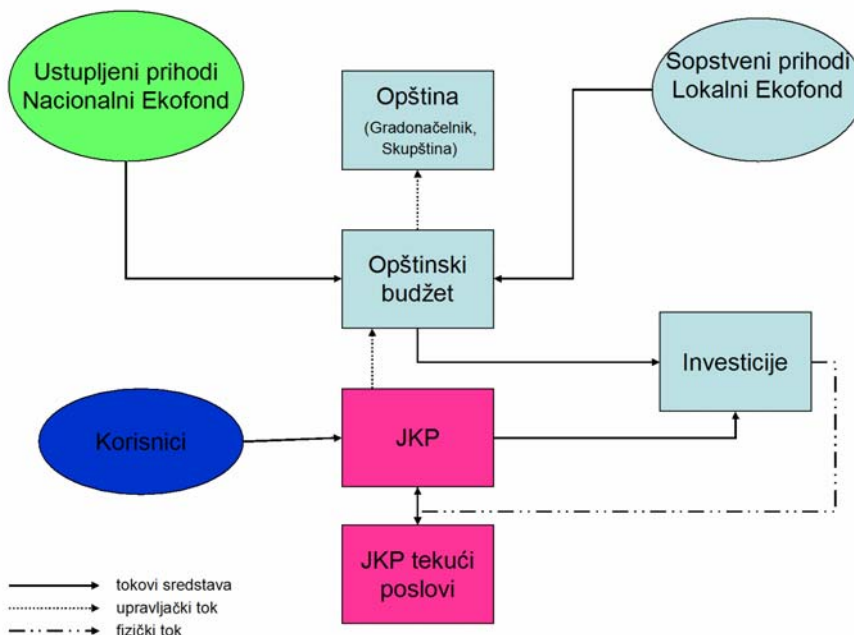 Ustupljeni prihodi
Nacionalni Ekofond
Opština
(Gradonačelnik,
Skupština)
Sopstveni prihodi
Lokalni Ekofond
Opštinski
budžet
Investicije
Korisnici
JKP
JKP tekući
poslovi
tokovi sredstava
upravljački tok
fizički tok